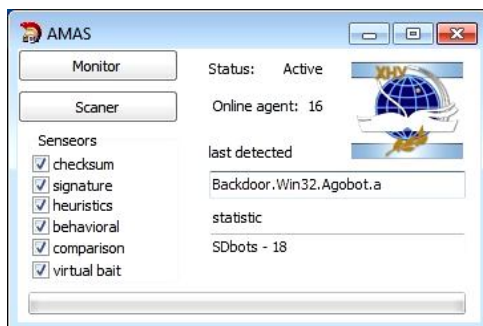 AMAS
Monitor
Scaner
Status: Active
Online agent: 16
Senseors
checksum
signature
heuristics
behavioral
comparison
virtual bait
XHY
last detected
Backdoor.Win32.Agobot.a
statistic
SDbots - 18